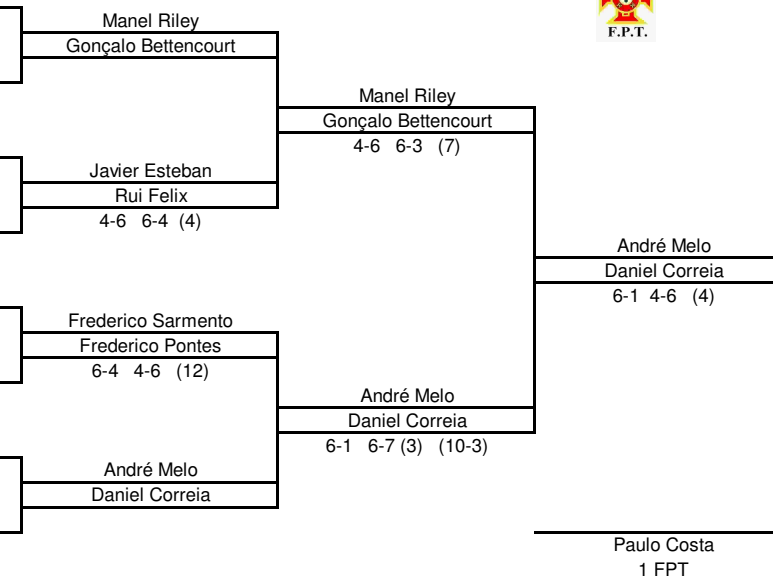 Manel Riley
Gonçalo Bettencourt
Javier Esteban
Rui Felix
4-6 6-4 (4)
Frederico Sarmento
Frederico Pontes
6-4 4-6 (12)
André Melo
Daniel Correia
Manel Riley
Gonçalo Bettencourt
4-6 6-3 (7)
André Melo
Daniel Correia
6-1 6-7 (3) (10-3)
F.P.T.
André Melo
Daniel Correia
6-1 4-6 (4)
Paulo Costa
1 FPT